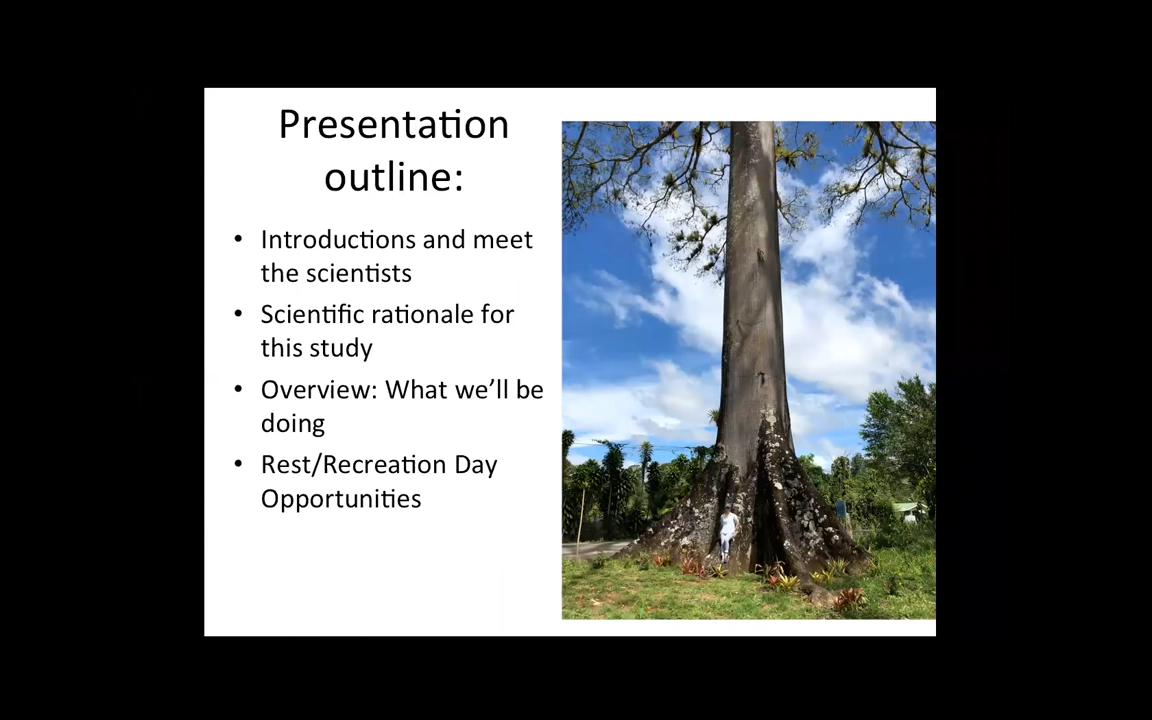 Presentation
outline:
• Introductions and meet
the scientists
• Scientific rationale for
this study
• Overview: What we’ll be
doing
• Rest/Recreation Day
Opportunities